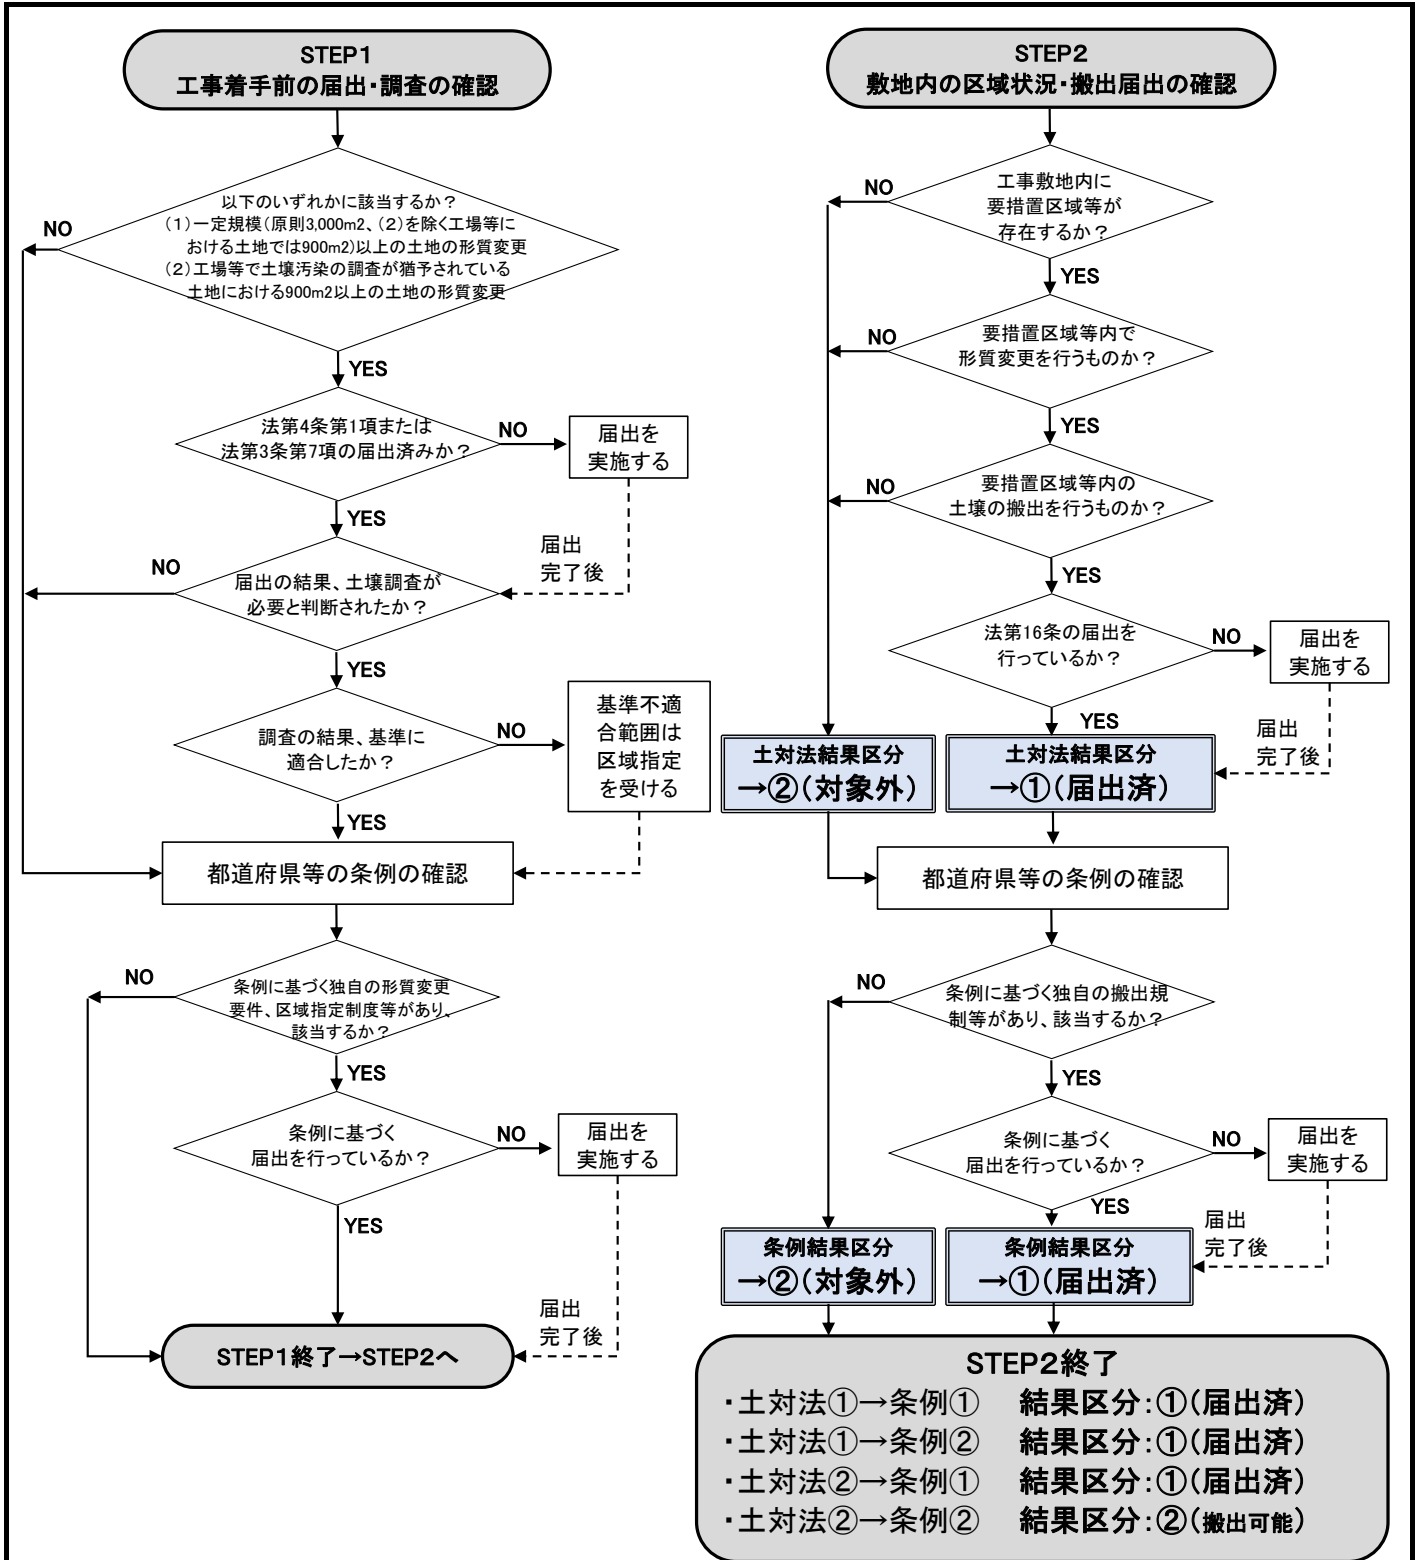 STEP1
工事着手前の届出・調査の確認
以下のいずれかに該当するか？
（１）一定規模（原則3,000m2、（２）を除く工場等に
おける土地では900m2）以上の土地の形質変更
（２）工場等で土壌汚染の調査が猶予されている
土地における900m2以上の土地の形質変更
NO
YES
法第4条第1項または
法第3条第7項の届出済みか？
NO
届出を
実施する
YES
届出
完了後
届出の結果、土壌調査が
必要と判断されたか？
NO
YES
調査の結果、基準に
適合したか？
NO
基準不適
合範囲は
区域指定
を受ける
YES
都道府県等の条例の確認
条例に基づく独自の形質変更
要件、区域指定制度等があり、
該当するか？
NO
YES
条例に基づく
届出を行っているか？
NO
届出を
実施する
YES
届出
完了後
STEP1終了→STEP2へ
STEP2
敷地内の区域状況・搬出届出の確認
工事敷地内に
要措置区域等が
存在するか？
NO
YES
要措置区域等内で
形質変更を行うものか？
NO
YES
要措置区域等内の
土壌の搬出を行うものか？
NO
YES
法第16条の届出を
行っているか？
NO
届出を
実施する
YES
届出
完了後
土対法結果区分
→②（対象外）
土対法結果区分
→①（届出済）
都道府県等の条例の確認
条例に基づく独自の搬出規
制等があり、該当するか？
NO
YES
条例に基づく
届出を行っているか？
NO
届出を
実施する
YES
届出
完了後
条例結果区分
→②（対象外）
条例結果区分
→①（届出済）
STEP2終了
・土対法①→条例① 結果区分：①（届出済）
・土対法①→条例② 結果区分：①（届出済）
・土対法②→条例① 結果区分：①（届出済）
・土対法②→条例② 結果区分：②（搬出可能）